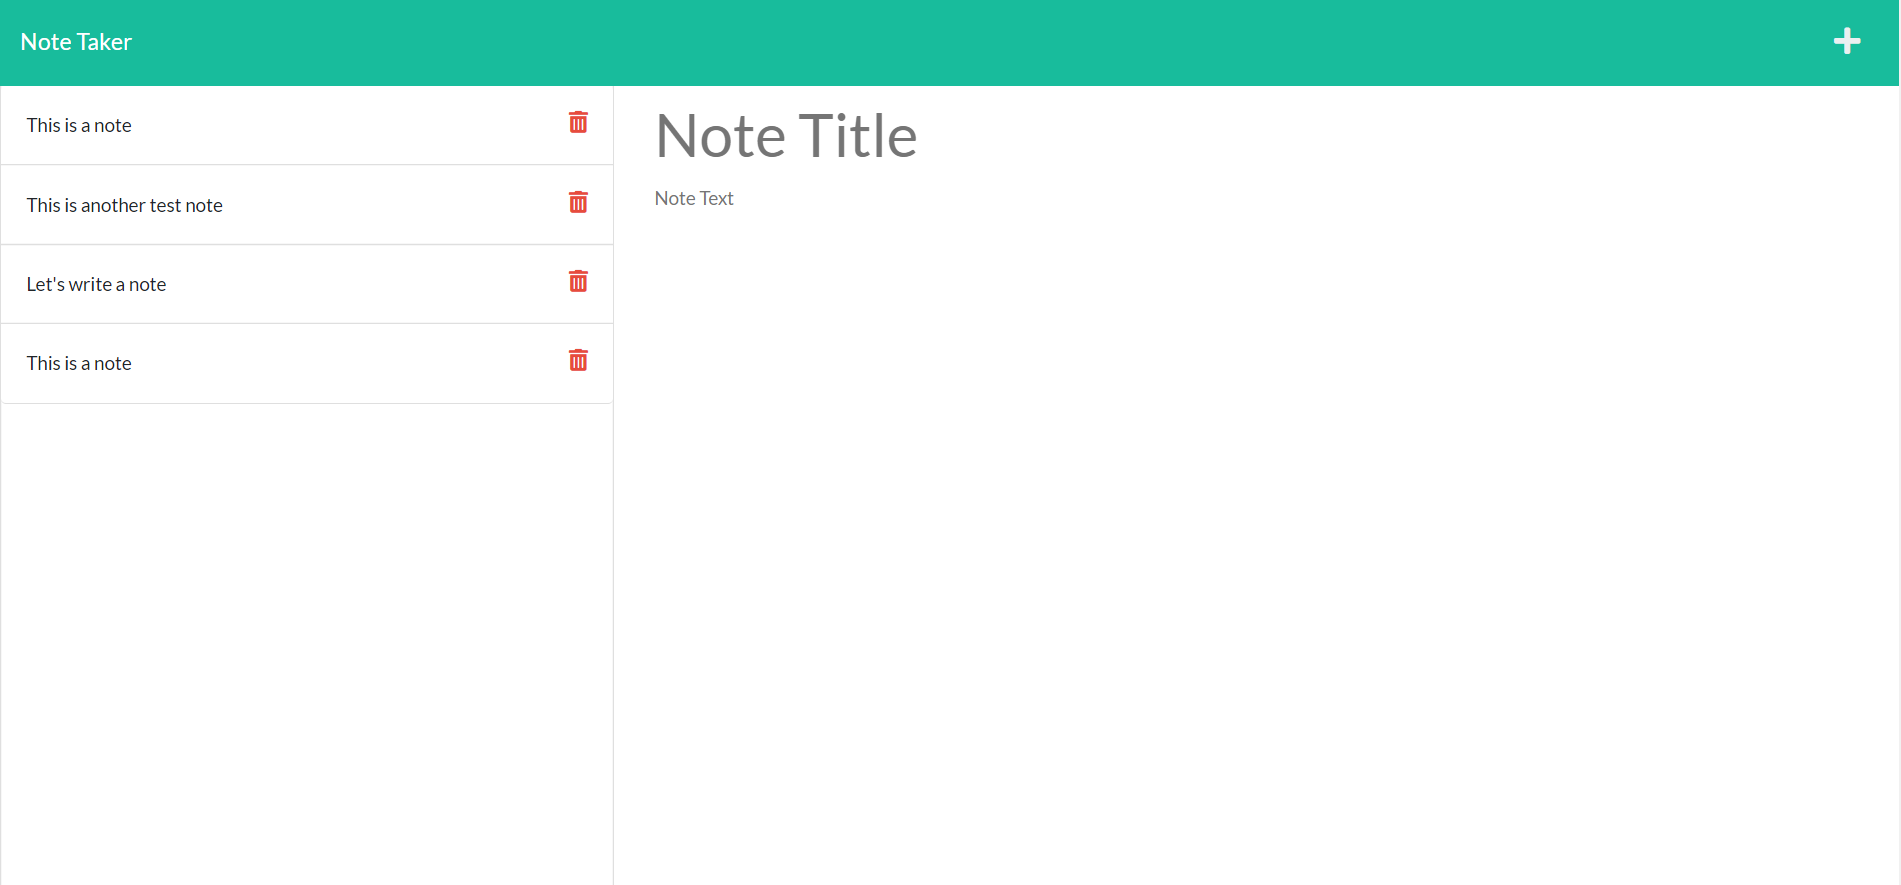 Note Taker
This is a note
This is another test note
Let's write a note
This is a note
Note Title
Note Text